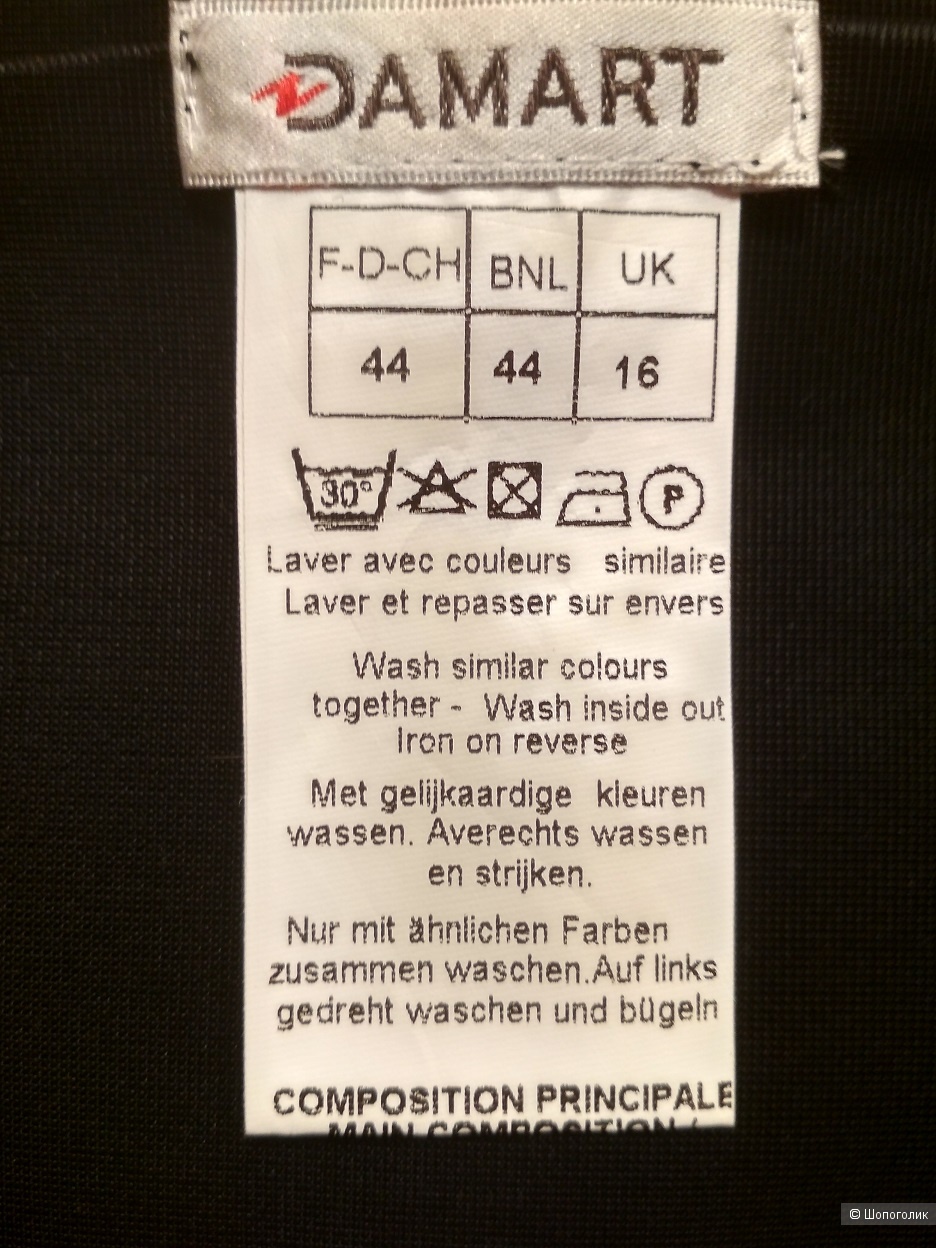 DAMART
F-D-CH BNL UK
44 44 16
30°
P
Laver avec couleurs similaire
Laver et repasser sur envers
Wash similar colours
together - Wash inside out
Iron on reverse
Met gelijkaardige kleuren
wassen. Averechts wassen
en strijken.
Nur mit ähnlichen Farben
zusammen waschen.Auf links
gedreht waschen und bügeln
COMPOSITION PRINCIPALE
MAIN COMPOSITION /
© Шопоголик